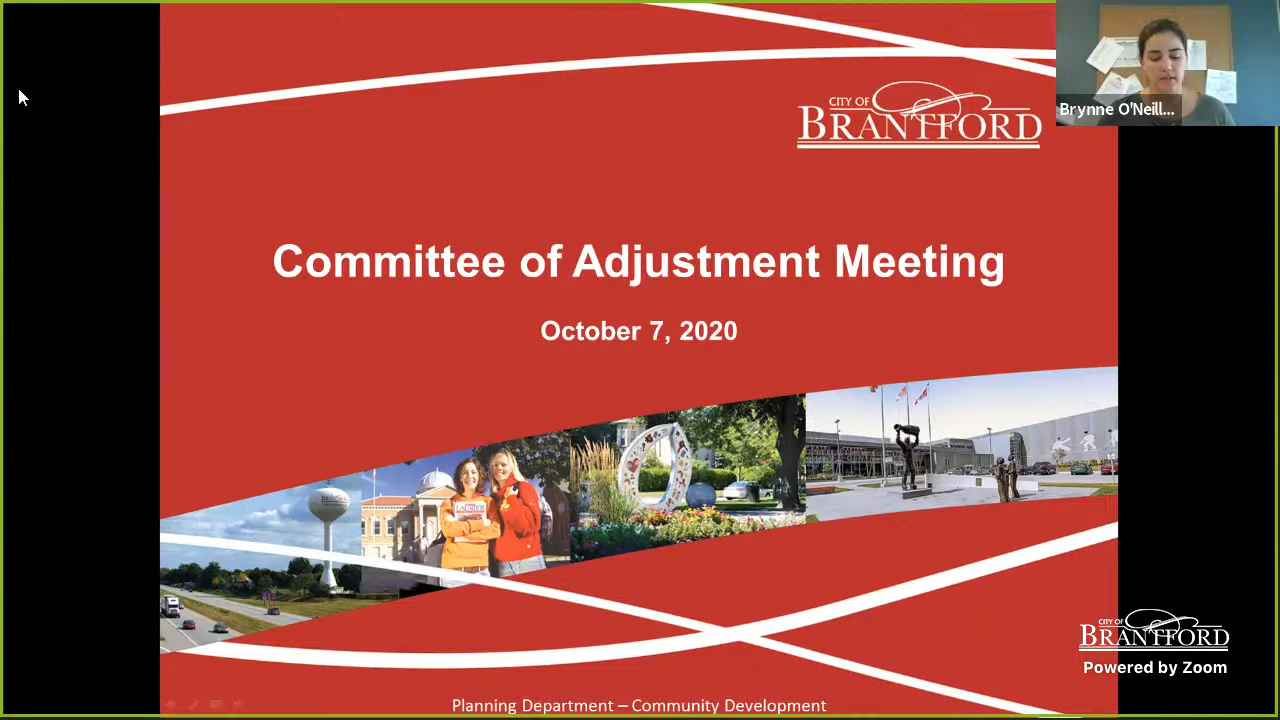 CITY OF
BRANTFORD
Brynne O'Neill...
Committee of Adjustment Meeting
October 7, 2020
CITY OF
BRANTFORD
Powered by Zoom
Planning Department – Community Development